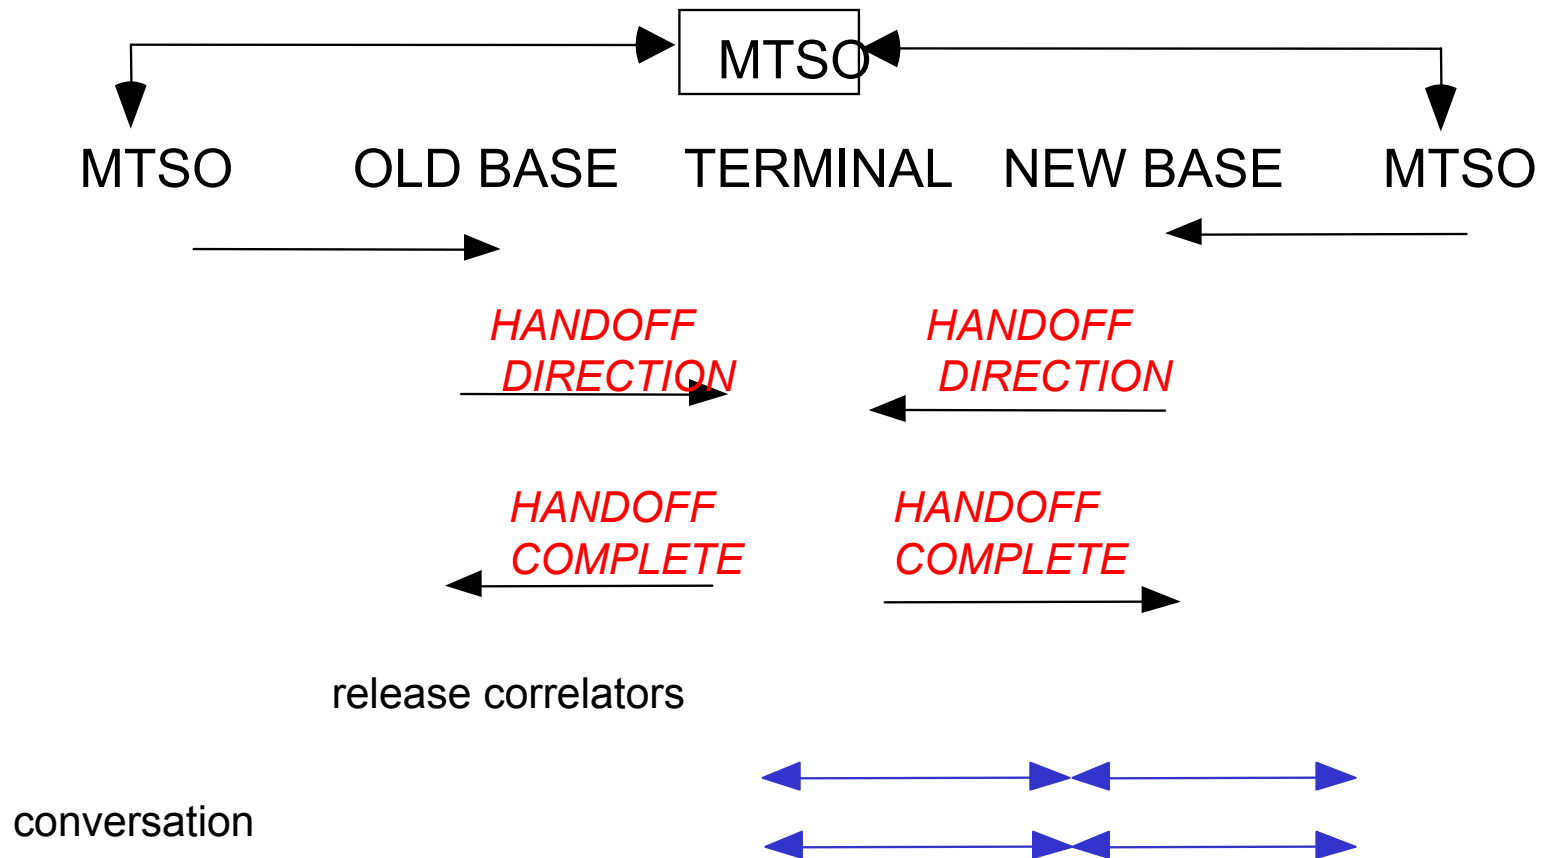 MTSO
MTSO OLD BASE TERMINAL NEW BASE MTSO
HANDOFF
DIRECTION
HANDOFF
DIRECTION
HANDOFF
COMPLETE
HANDOFF
COMPLETE
release correlators
conversation